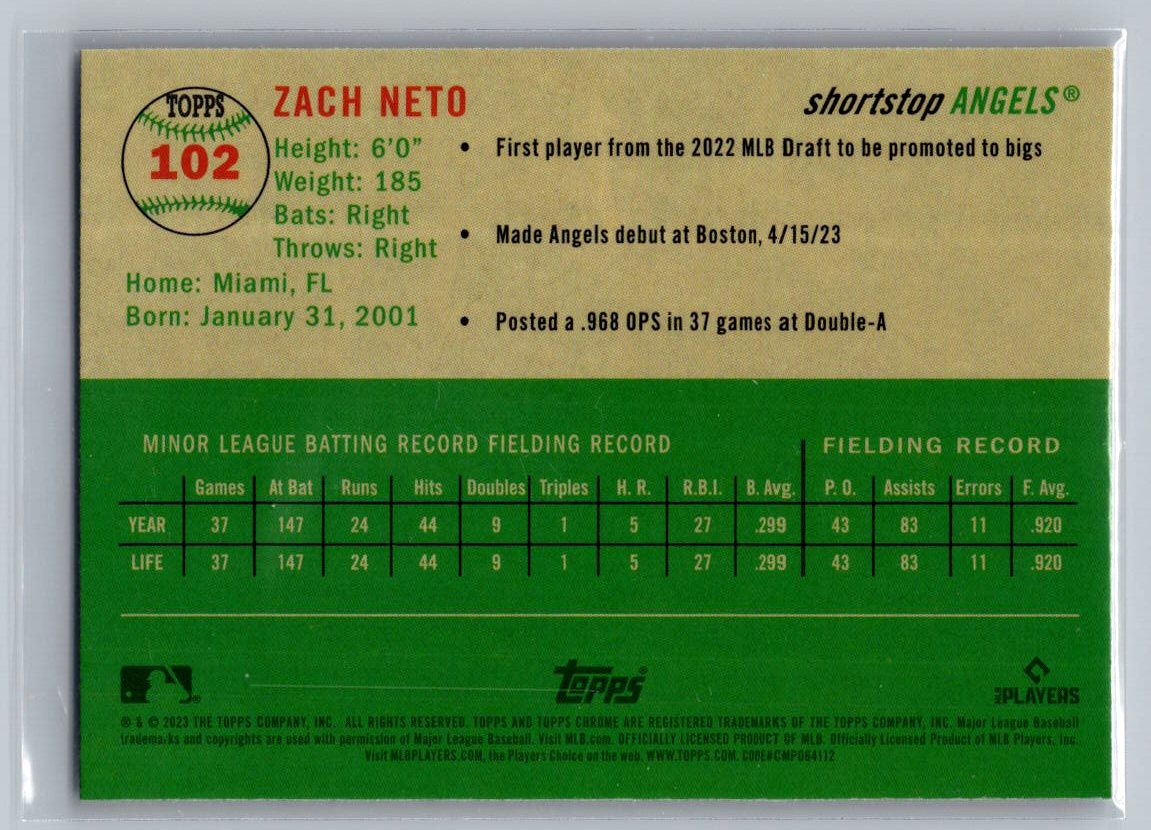 TOPPS
102
ZACH NETO
shortstop ANGELS®
Height: 6'0"
Weight: 185
Bats: Right
Throws: Right
Home: Miami, FL
Born: January 31, 2001
• First player from the 2022 MLB Draft to be promoted to bigs
• Made Angels debut at Boston, 4/15/23
• Posted a .968 OPS in 37 games at Double-A
MINOR LEAGUE BATTING RECORD FIELDING RECORD FIELDING RECORD
Games At Bat Runs Hits Doubles Triples H. R. R.B.I. B. Avg. P. O. Assists Errors F. Avg.
YEAR 37 147 24 44 9 1 5 27 .299 43 83 11 .920
LIFE 37 147 24 44 9 1 5 27 .299 43 83 11 .920
Topps®
MLB PLAYERS
® & © 2023 THE TOPPS COMPANY, INC. ALL RIGHTS RESERVED. TOPPS AND TOPPS CHROME ARE REGISTERED TRADEMARKS OF THE TOPPS COMPANY, INC. Major League Baseball
trademarks and copyrights are used with permission of Major League Baseball. Visit MLB.com. OFFICIALLY LICENSED PRODUCT OF MLB. Officially Licensed Product of MLB Players, Inc.
Visit MLBPLAYERS.COM, the Players Choice on the web. WWW.TOPPS.COM. CODE#CMP064112